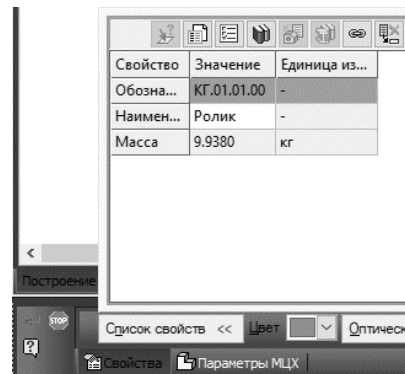 Свойство Значение Единица из...
Обозна... КГ.01.01.00 -
Наимен... Ролик -
Масса 9.9380 кг
Построение
STOP
Список свойств << Цвет Оптическ
Свойства Параметры МЦХ